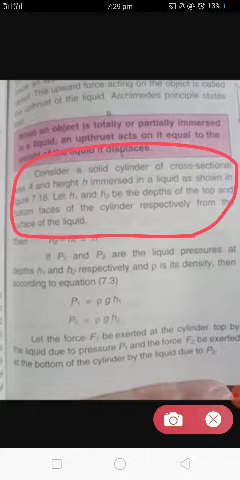 7:29 pm
13%
This upward force acting on the object is called
upthrust of the liquid. Archimedes principle states
When an object is totally or partially immersed
in a liquid, an upthrust acts on it equal to the
weight of the liquid it displaces.
Consider a solid cylinder of cross-sectional
A and height h immersed in a liquid as shown in
7.16. Let h₁ and h₂ be the depths of the top and
faces of the cylinder respectively from the
of the liquid.
If P₁ and P₂ are the liquid pressures at
depths h₁ and h₂ respectively and ρ is its density, then
according to equation (7.3)
P₁ = ρ g h₁
P₂ = ρ g h₂
Let the force F₁ be exerted at the cylinder top by
the liquid due to pressure P₁ and the force F₂ be exerted
at the bottom of the cylinder by the liquid due to P₂.